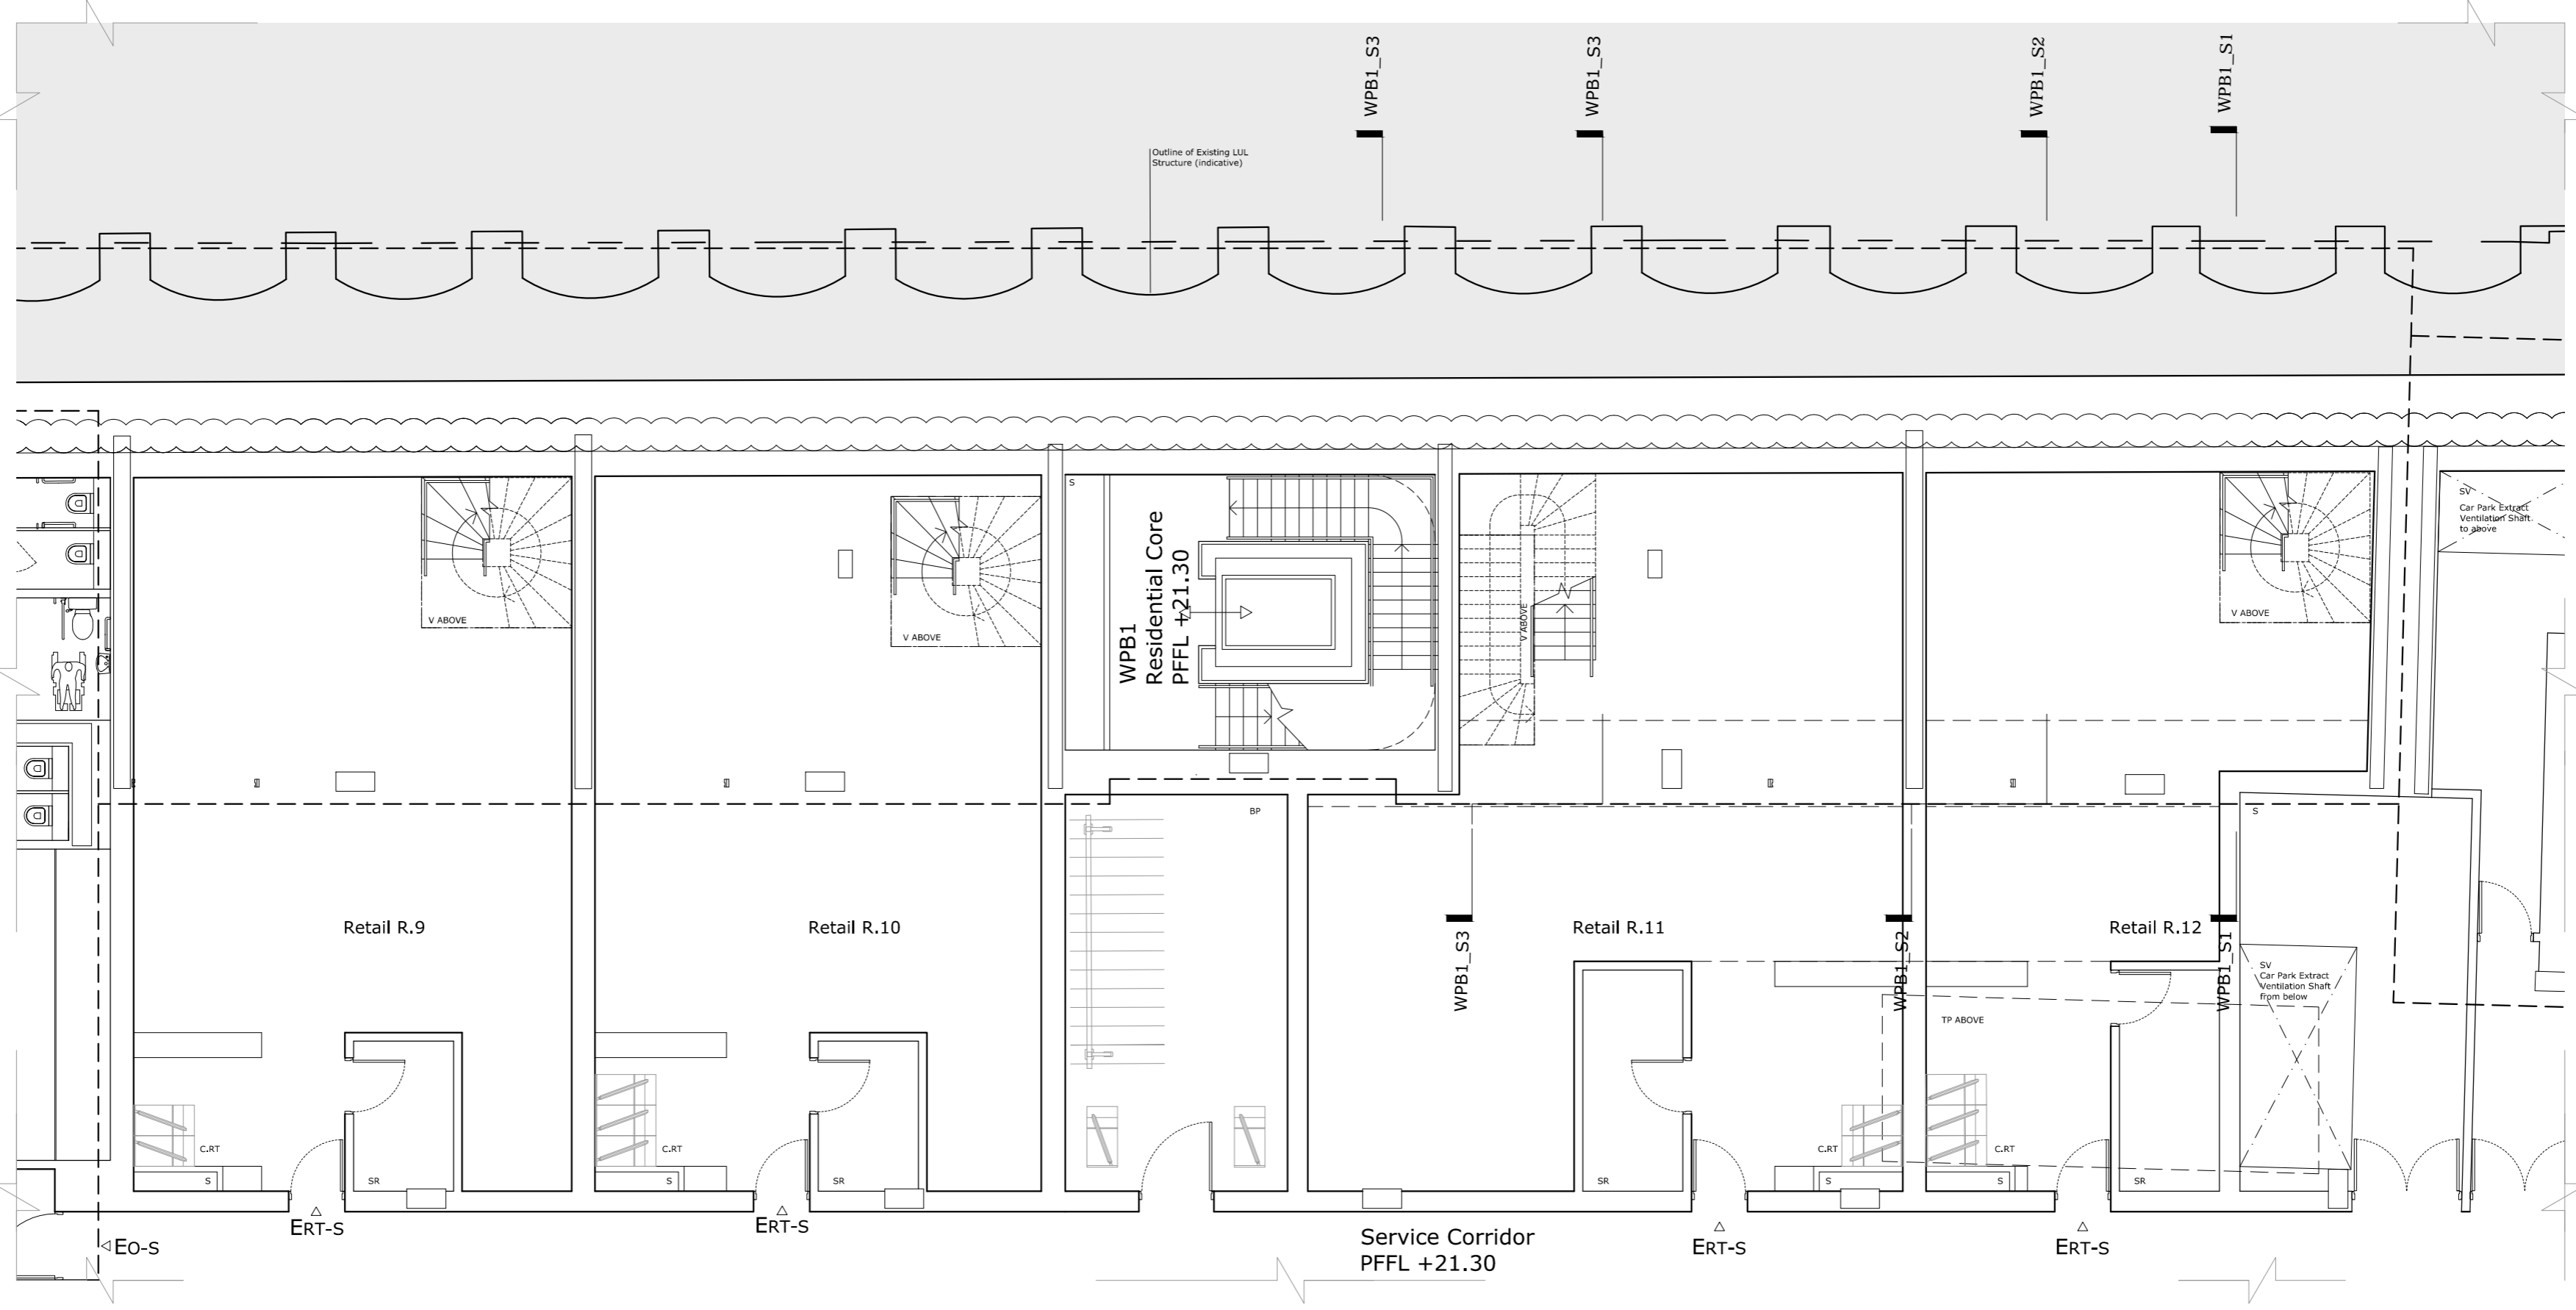 WPB1_S3
WPB1_S3
WPB1_S2
WPB1_S1
Outline of Existing LUL
Structure (indicative)
S
WPB1
Residential Core
PFFL +21.30
V ABOVE
V ABOVE
V ABOVE
V ABOVE
SV
Car Park Extract
Ventilation Shaft
to above
BP
S
Retail R.9
Retail R.10
Retail R.11
Retail R.12
WPB1_S3
WPB1_S2
WPB1_S1
SV
Car Park Extract
Ventilation Shaft
from below
TP ABOVE
C.RT
C.RT
C.RT
C.RT
S
SR
S
SR
SR
S
S
SR
ERT-S
ERT-S
ERT-S
ERT-S
EO-S
Service Corridor
PFFL +21.30